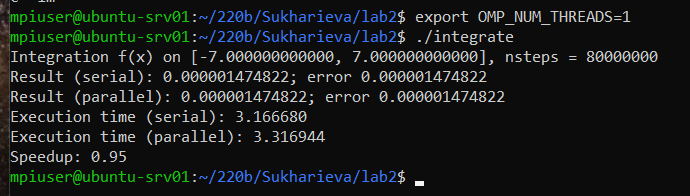 mpiuser@ubuntu-srv01:~/220b/Sukharieva/lab2$ export OMP_NUM_THREADS=1
mpiuser@ubuntu-srv01:~/220b/Sukharieva/lab2$ ./integrate
Integration f(x) on [-7.000000000000, 7.000000000000], nsteps = 80000000
Result (serial): 0.000001474822; error 0.000001474822
Result (parallel): 0.000001474822; error 0.000001474822
Execution time (serial): 3.166680
Execution time (parallel): 3.316944
Speedup: 0.95
mpiuser@ubuntu-srv01:~/220b/Sukharieva/lab2$